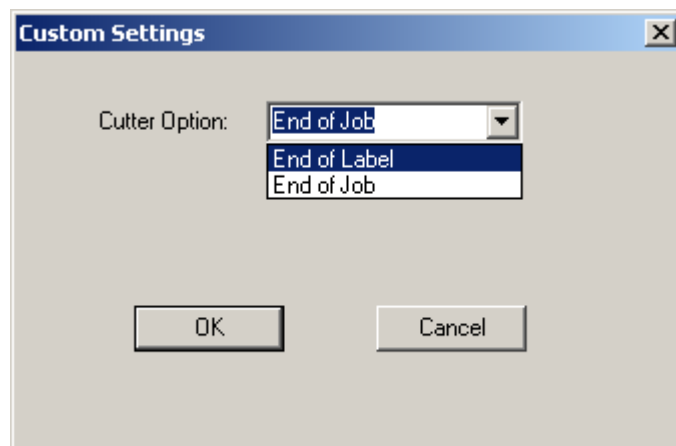 Custom Settings
Cutter Option: End of Job
End of Label
End of Job
OK Cancel